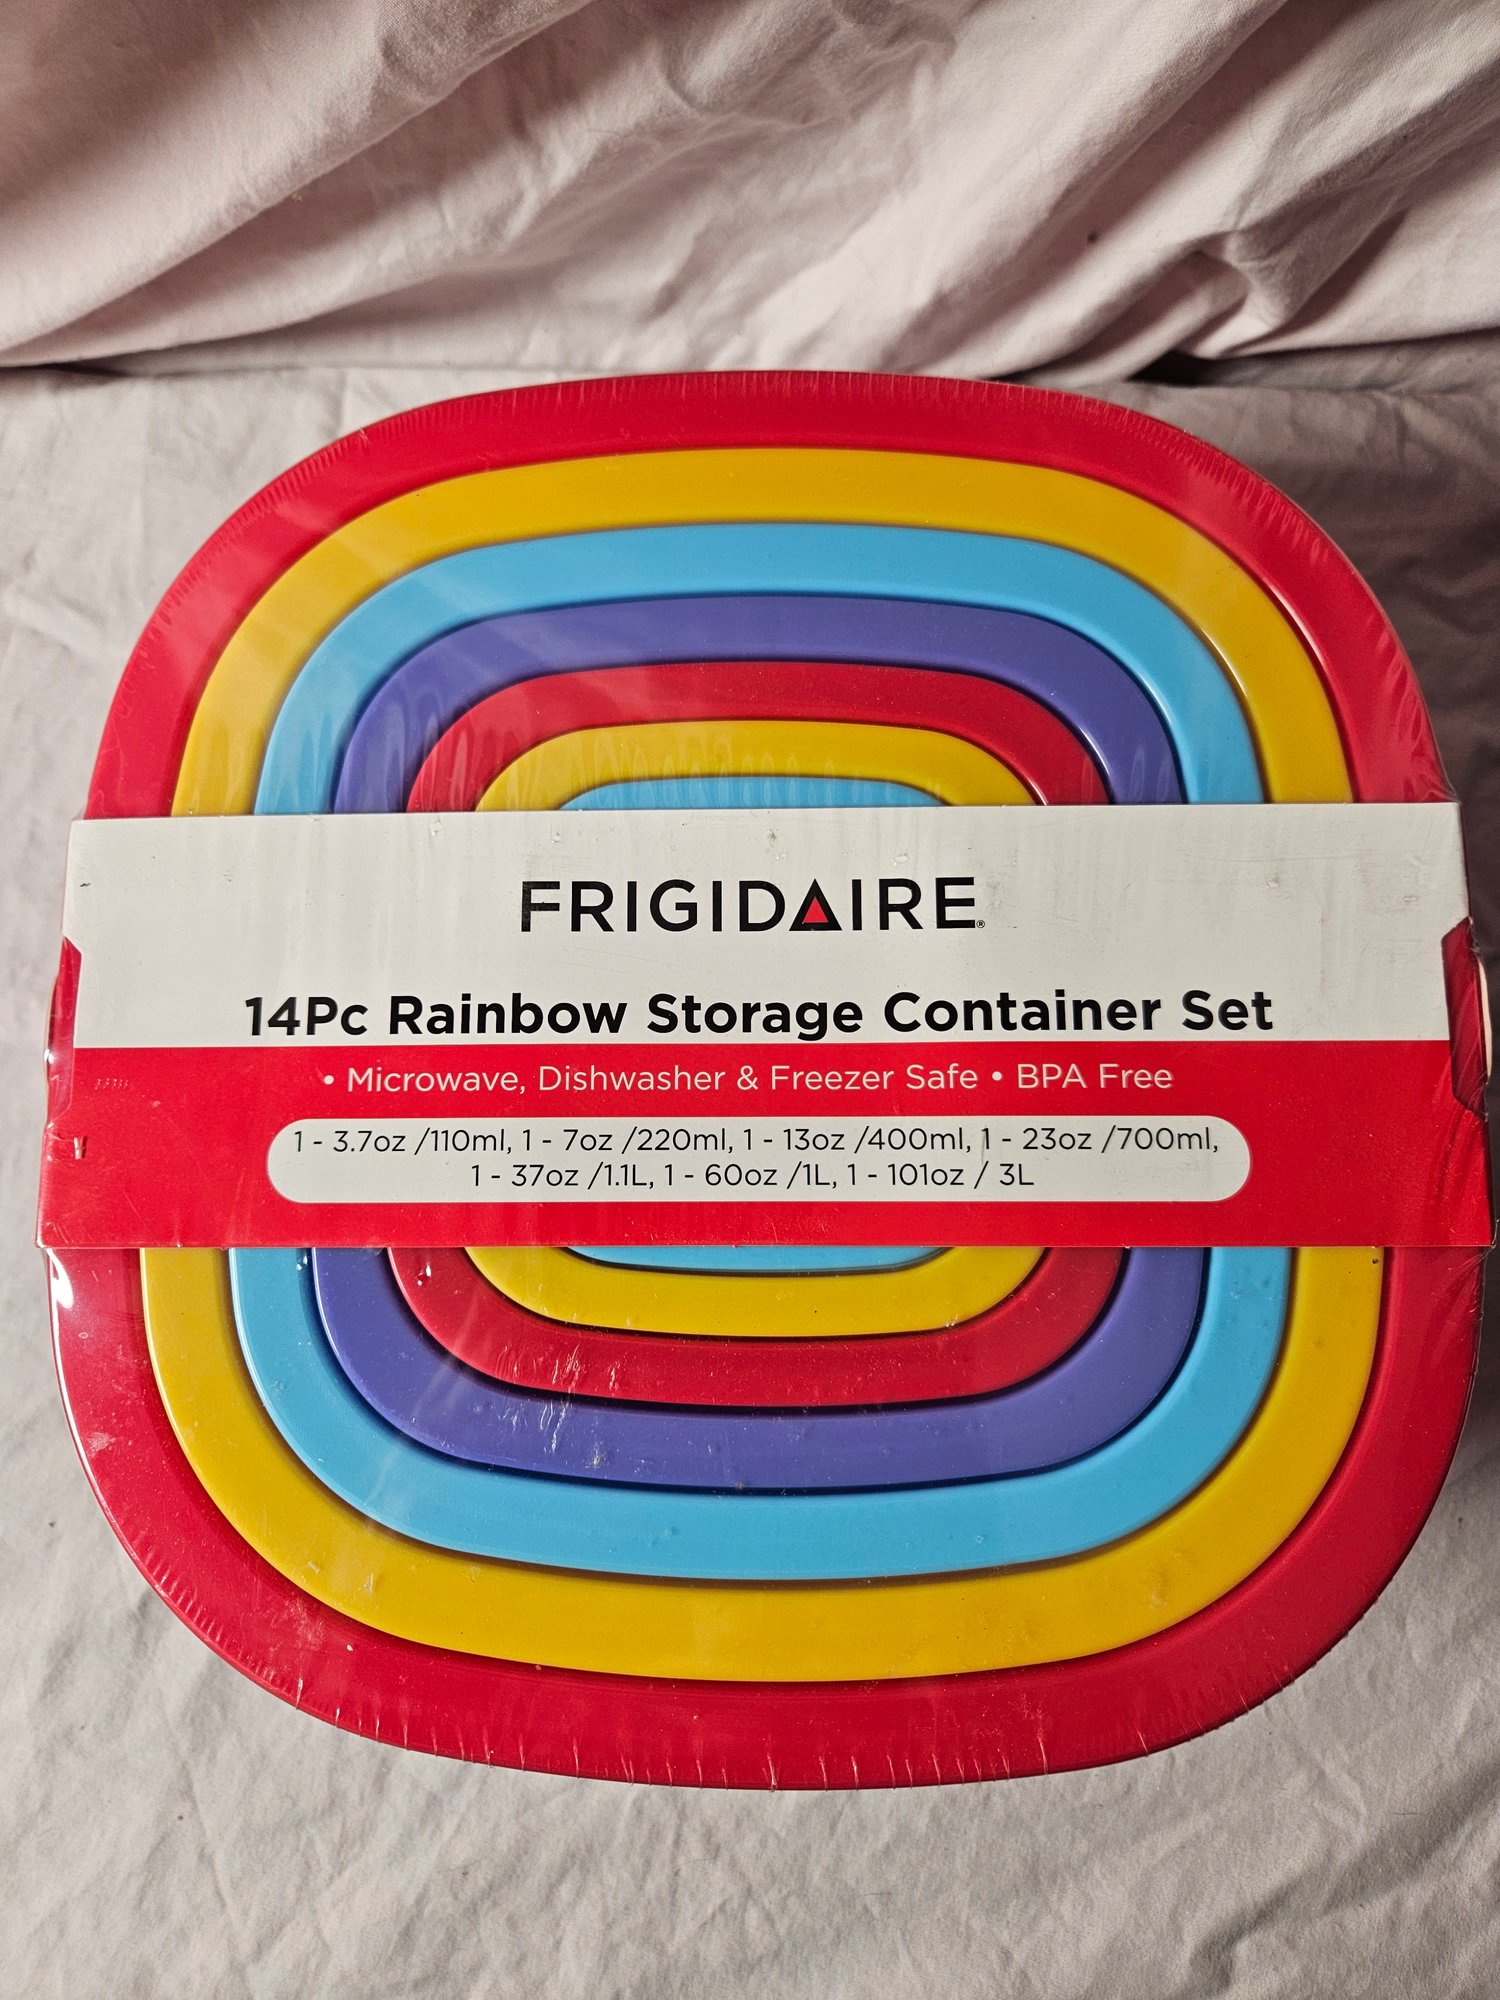 FRIGIDAIRE®
14Pc Rainbow Storage Container Set
• Microwave, Dishwasher & Freezer Safe • BPA Free
1 - 3.7oz /110ml, 1 - 7oz /220ml, 1 - 13oz /400ml, 1 - 23oz /700ml,
1 - 37oz /1.1L, 1 - 60oz /1L, 1 - 101oz / 3L